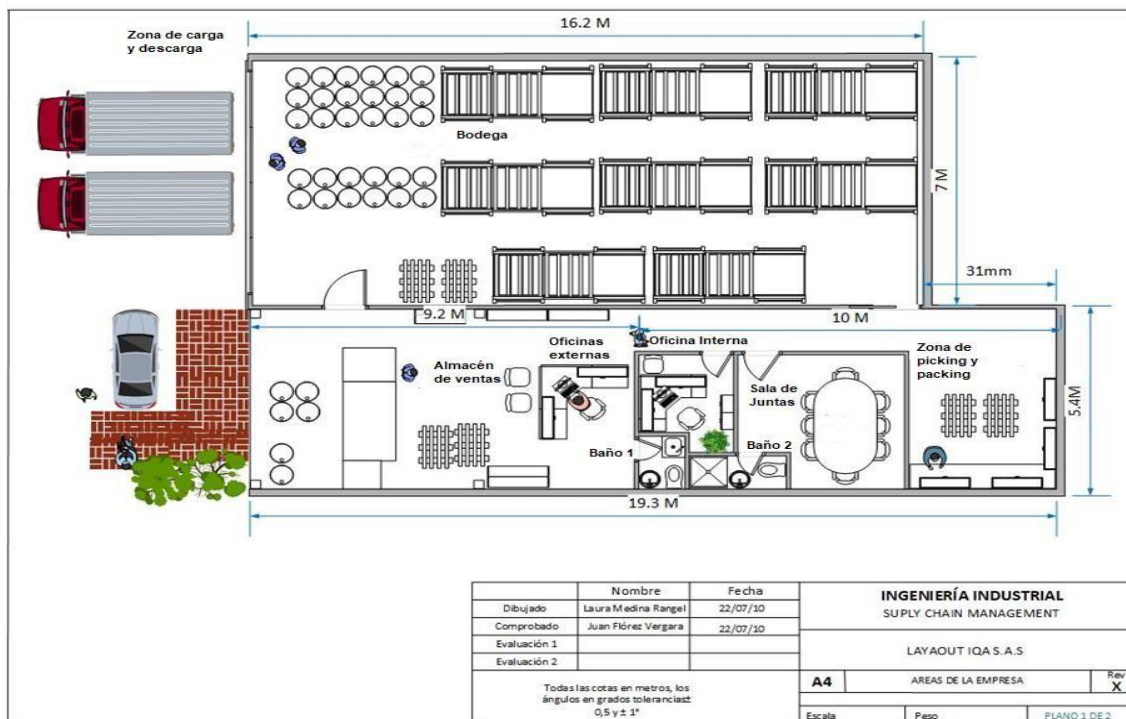 16.2 M
Zona de carga
y descarga
Bodega
7M
31mm
9.2 M
10 M
Oficinas
externas
Oficina Interna
Zona de
picking y
packing
Almacén
de ventas
Sala de
Juntas
5.4M
Baño 1
Baño 2
19.3 M
Nombre
Fecha
INGENIERÍA INDUSTRIAL
SUPLY CHAIN MANAGEMENT
Dibujado
Laura Medina Rangel
22/07/10
Comprobado
Juan Flórez Vergara
22/07/10
Evaluación 1
LAYAOUT IQA S.A.S
Evaluación 2
Todas las cotas en metros, los
ángulos en grados tolerancias±
0,5 y ± 1°
A4
AREAS DE LA EMPRESA
Rev
X
Escala
Peso
PLANO 1 DE 2